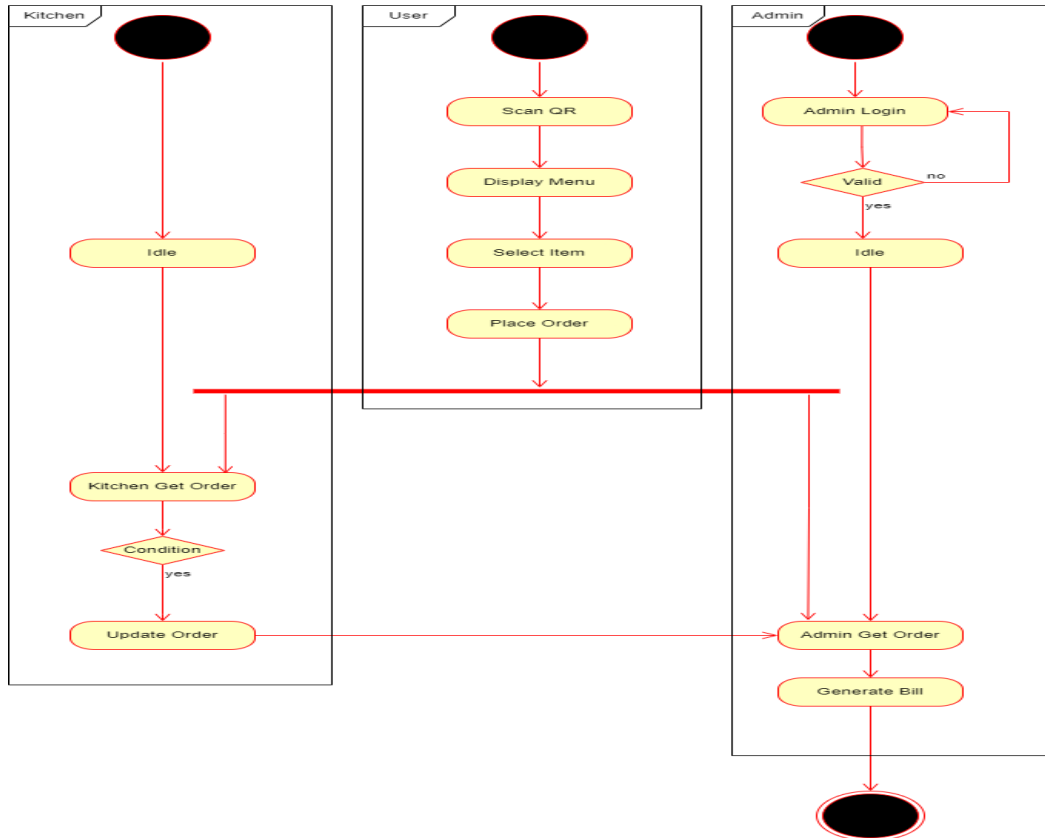 Kitchen
User
Admin
Scan QR
Admin Login
Display Menu
Valid
no
yes
Idle
Select Item
Idle
Place Order
Kitchen Get Order
Condition
yes
Update Order
Admin Get Order
Generate Bill